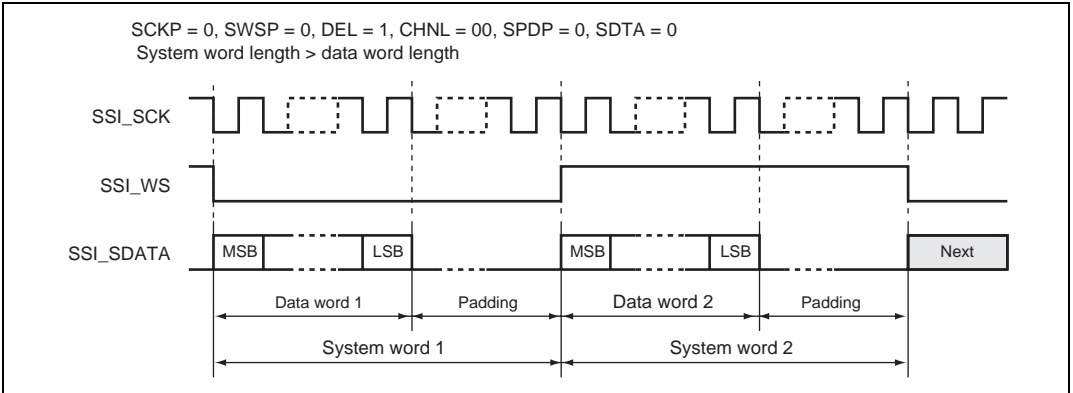 SCKP = 0, SWSP = 0, DEL = 1, CHNL = 00, SPDP = 0, SDTA = 0
System word length > data word length
SSI_SCK
SSI_WS
SSI_SDATA
MSB LSB MSB LSB Next
Data word 1 Padding Data word 2 Padding
System word 1 System word 2